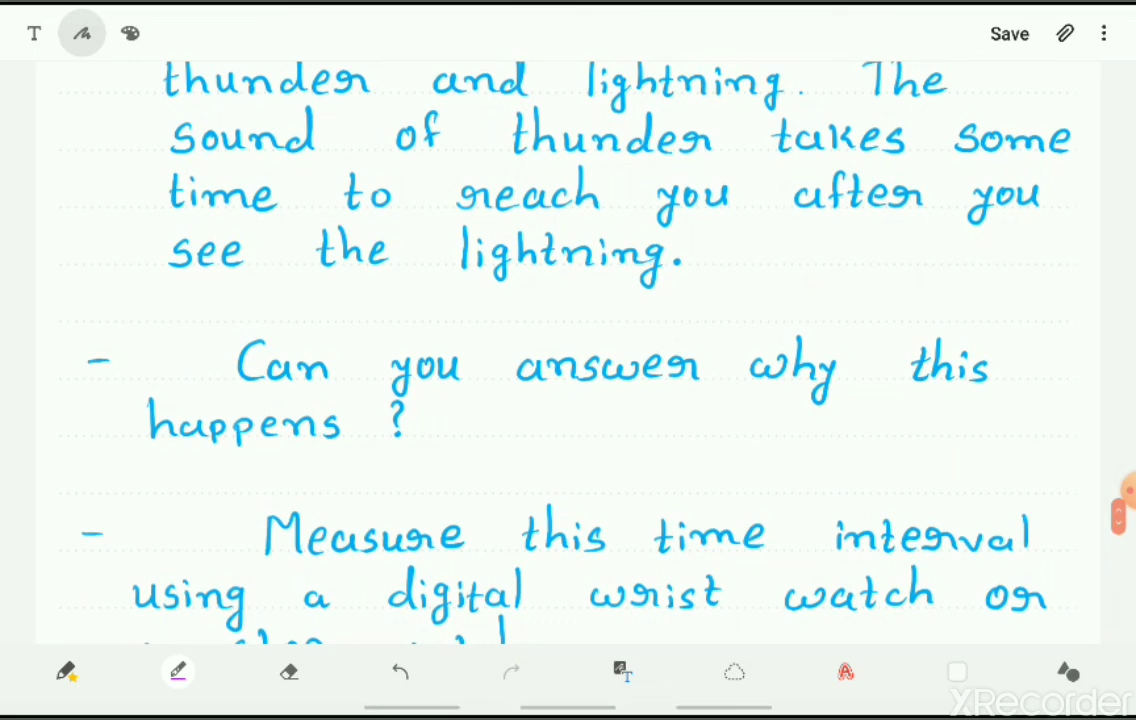 T
Save
thunder and lightning. The
sound of thunder takes some
time to reach you after you
see the lightning.
- Can you answer why this
happens ?
- Measure this time interval
using a digital wrist watch or
XRecorder